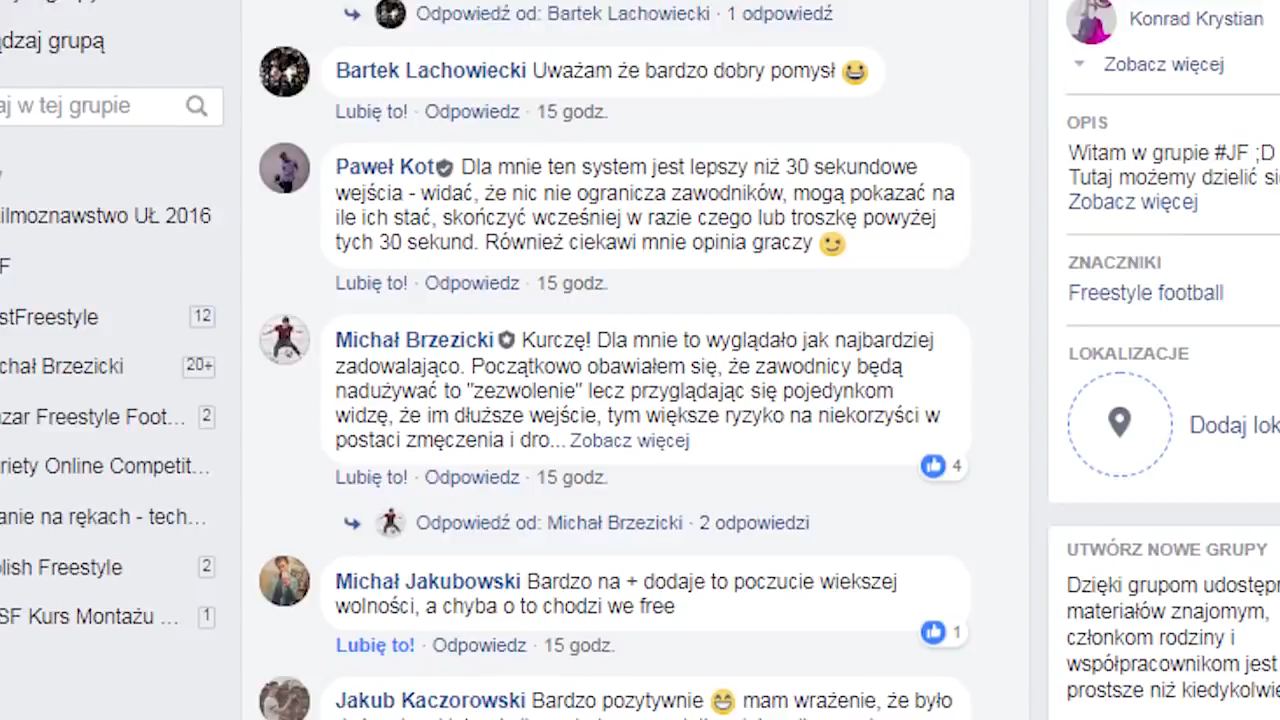 dzaj grupą
j w tej grupie
ilmoznawstwo UŁ 2016
F
stFreestyle 12
chał Brzezicki 20+
zar Freestyle Foot... 2
riety Online Competit...
anie na rękach - tech...
lish Freestyle 2
SF Kurs Montażu ... 1
Odpowiedź od: Bartek Lachowiecki · 1 odpowiedź
Bartek Lachowiecki Uważam że bardzo dobry pomysł 😀
Lubię to! · Odpowiedz · 15 godz.
Paweł Kot Dla mnie ten system jest lepszy niż 30 sekundowe
wejścia - widać, że nic nie ogranicza zawodników, mogą pokazać na
ile ich stać, skończyć wcześniej w razie czego lub troszkę powyżej
tych 30 sekund. Również ciekawi mnie opinia graczy 😉
Lubię to! · Odpowiedz · 15 godz.
Michał Brzezicki Kurczę! Dla mnie to wyglądało jak najbardziej
zadowalająco. Początkowo obawiałem się, że zawodnicy będą
nadużywać to "zezwolenie" lecz przyglądając się pojedynkom
widzę, że im dłuższe wejście, tym większe ryzyko na niekorzyści w
postaci zmęczenia i dro... Zobacz więcej
4
Lubię to! · Odpowiedz · 15 godz.
Odpowiedź od: Michał Brzezicki · 2 odpowiedzi
Michał Jakubowski Bardzo na + dodaje to poczucie wiekszej
wolności, a chyba o to chodzi we free
1
Lubię to! · Odpowiedz · 15 godz.
Jakub Kaczorowski Bardzo pozytywnie 😁 mam wrażenie, że było
Konrad Krystian
Zobacz więcej
OPIS
Witam w grupie #JF ;D
Tutaj możemy dzielić si
Zobacz więcej
ZNACZNIKI
Freestyle football
LOKALIZACJE
Dodaj lok
UTWÓRZ NOWE GRUPY
Dzięki grupom udostępn
materiałów znajomym,
członkom rodziny i
współpracownikom jest
prostsze niż kiedykolwie